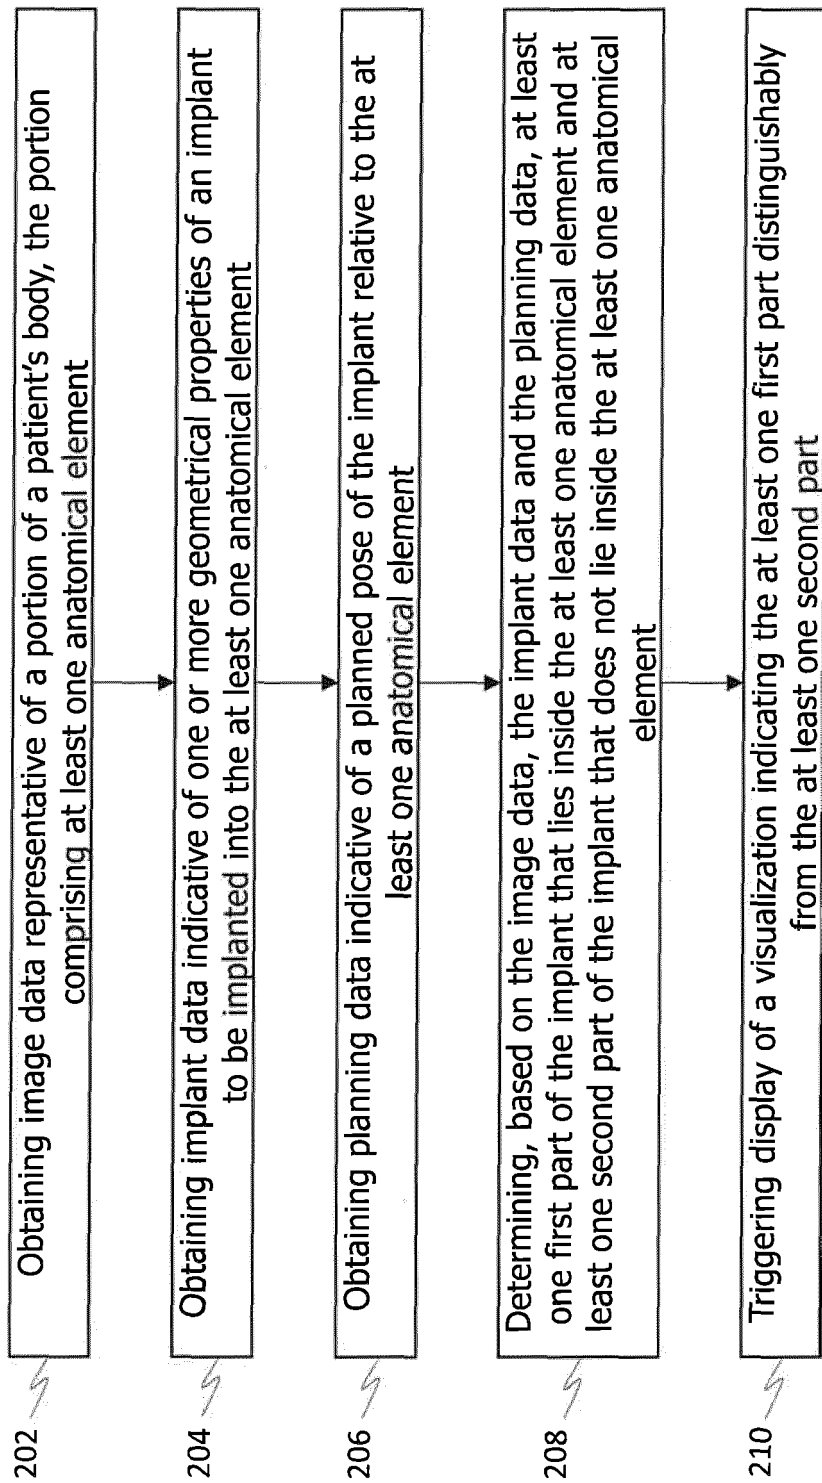 202
Obtaining image data representative of a portion of a patient's body, the portion
comprising at least one anatomical element
204
Obtaining implant data indicative of one or more geometrical properties of an implant
to be implanted into the at least one anatomical element
206
Obtaining planning data indicative of a planned pose of the implant relative to the at
least one anatomical element
208
Determining, based on the image data, the implant data and the planning data, at least
one first part of the implant that lies inside the at least one anatomical element and at
least one second part of the implant that does not lie inside the at least one anatomical
element
210
Triggering display of a visualization indicating the at least one first part distinguishably
from the at least one second part